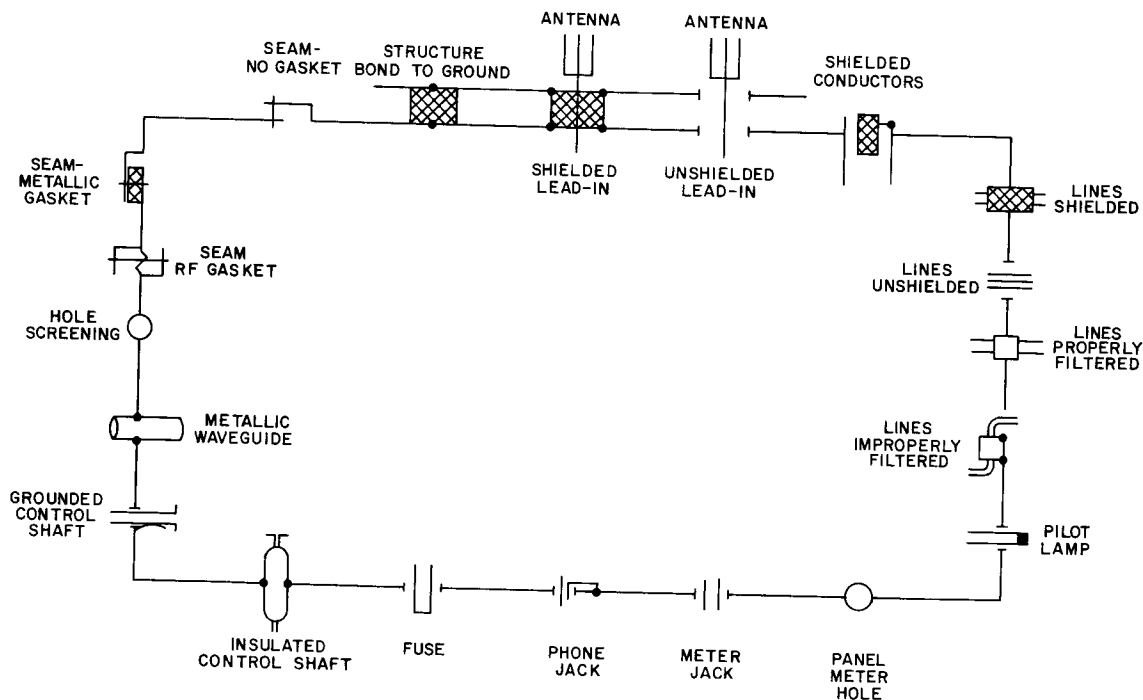 ANTENNA
ANTENNA
SEAM-
NO GASKET
STRUCTURE
BOND TO GROUND
SHIELDED
CONDUCTORS
SEAM-
METALLIC
GASKET
SHIELDED
LEAD-IN
UNSHIELDED
LEAD-IN
LINES
SHIELDED
SEAM
RF GASKET
LINES
UNSHIELDED
HOLE
SCREENING
LINES
PROPERLY
FILTERED
METALLIC
WAVEGUIDE
LINES
IMPROPERLY
FILTERED
GROUNDED
CONTROL
SHAFT
PILOT
LAMP
INSULATED
CONTROL SHAFT
FUSE
PHONE
JACK
METER
JACK
PANEL
METER
HOLE